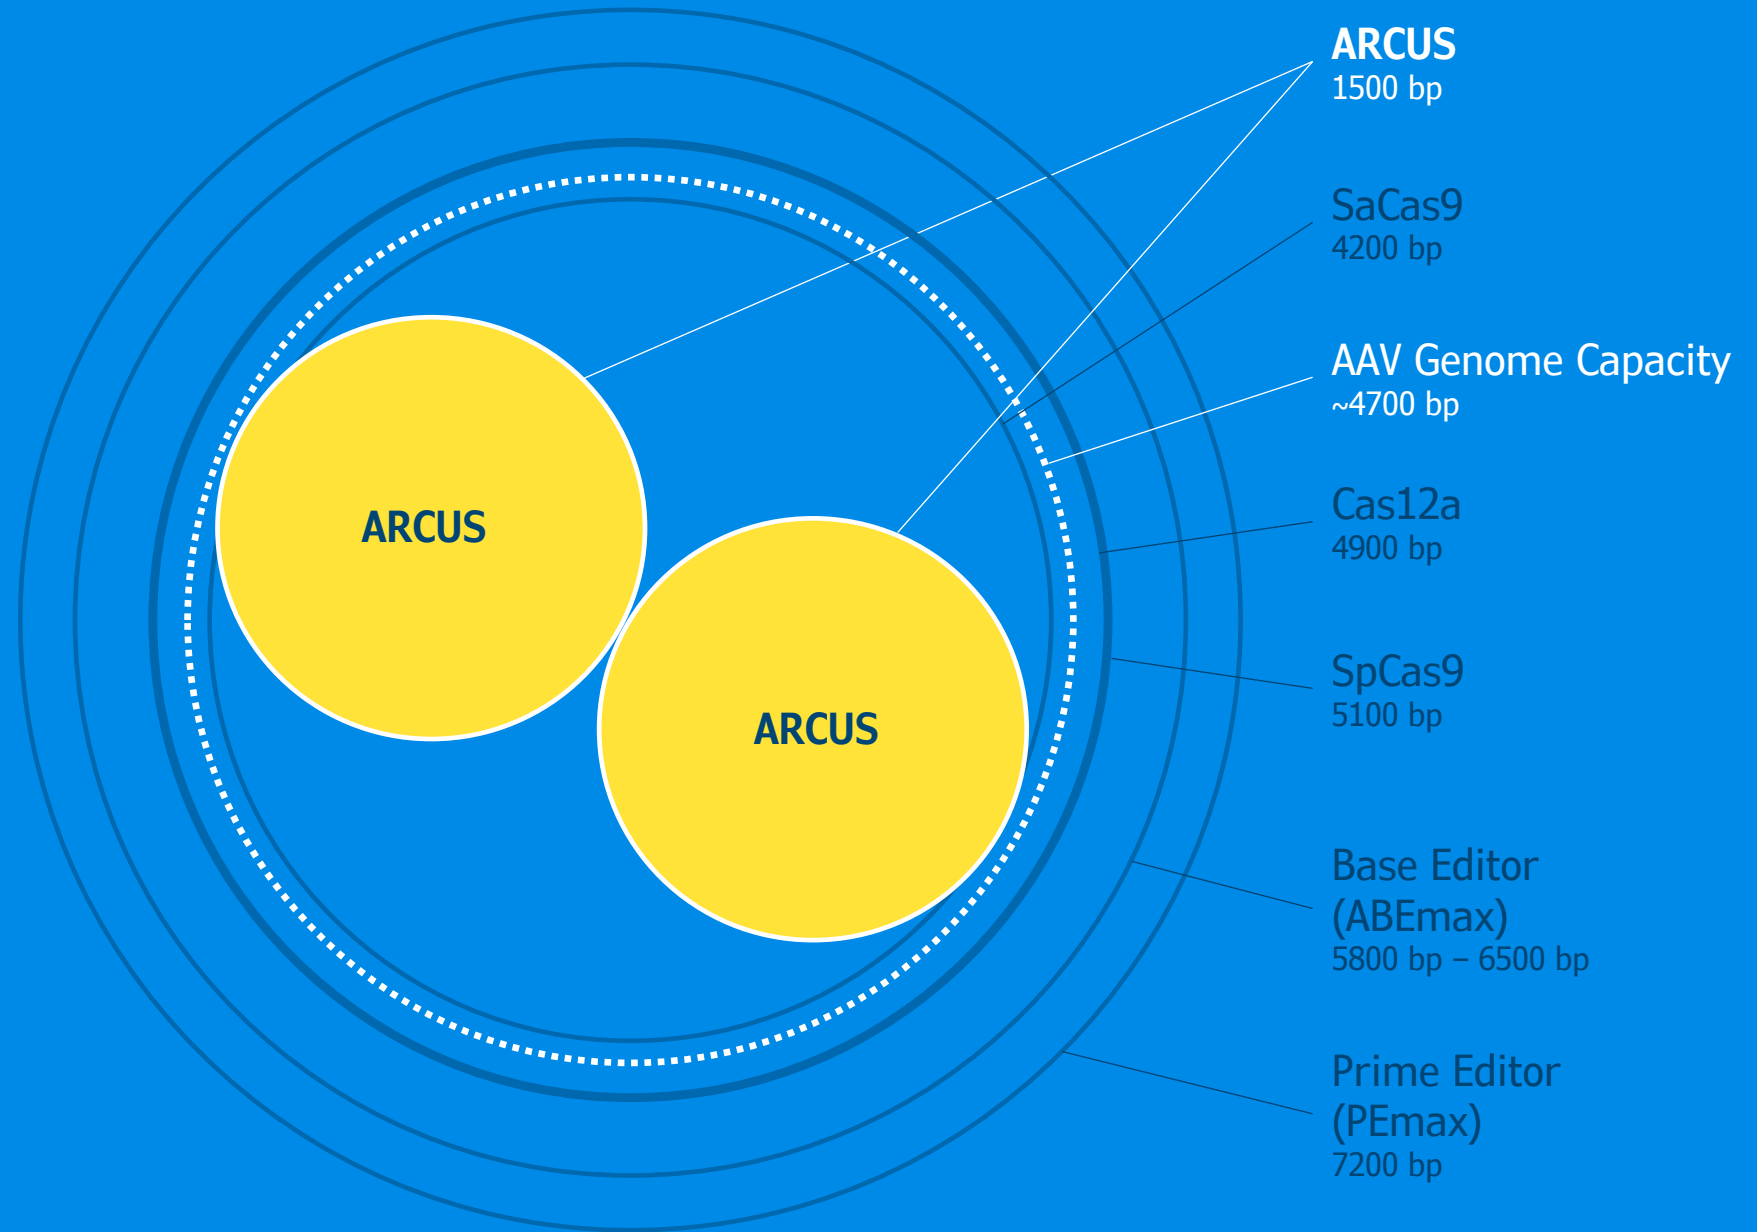 ARCUS
1500 bp
SaCas9
4200 bp
AAV Genome Capacity
~4700 bp
Cas12a
4900 bp
SpCas9
5100 bp
Base Editor
(ABEmax)
5800 bp – 6500 bp
Prime Editor
(PEmax)
7200 bp
ARCUS
ARCUS